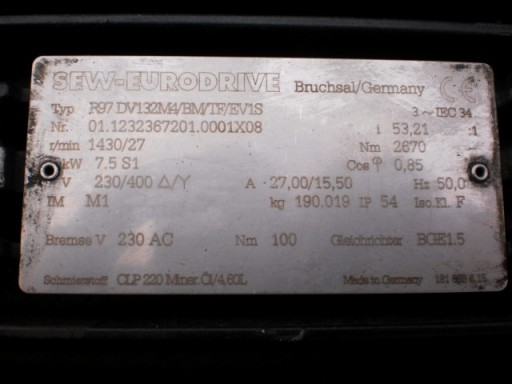 SEW-EURODRIVE Bruchsal/Germany CE
Typ R97 DV132M4/BM/TF/EV1S 3~IEC 34
Nr. 01.1232367201.0001X08 i 53,21 :1
r/min 1430/27 Nm 2670
kW 7.5 S1 Cos φ 0,85
V 230/400 △/Y A 27,00/15,50 Hz 50,0
IM M1 kg 190.019 IP 54 Iso.Kl. F
Bremse V 230 AC Nm 100 Gleichrichter BGE1.5
Schmierstoff CLP 220 Miner. Öl/4,60L Made in Germany